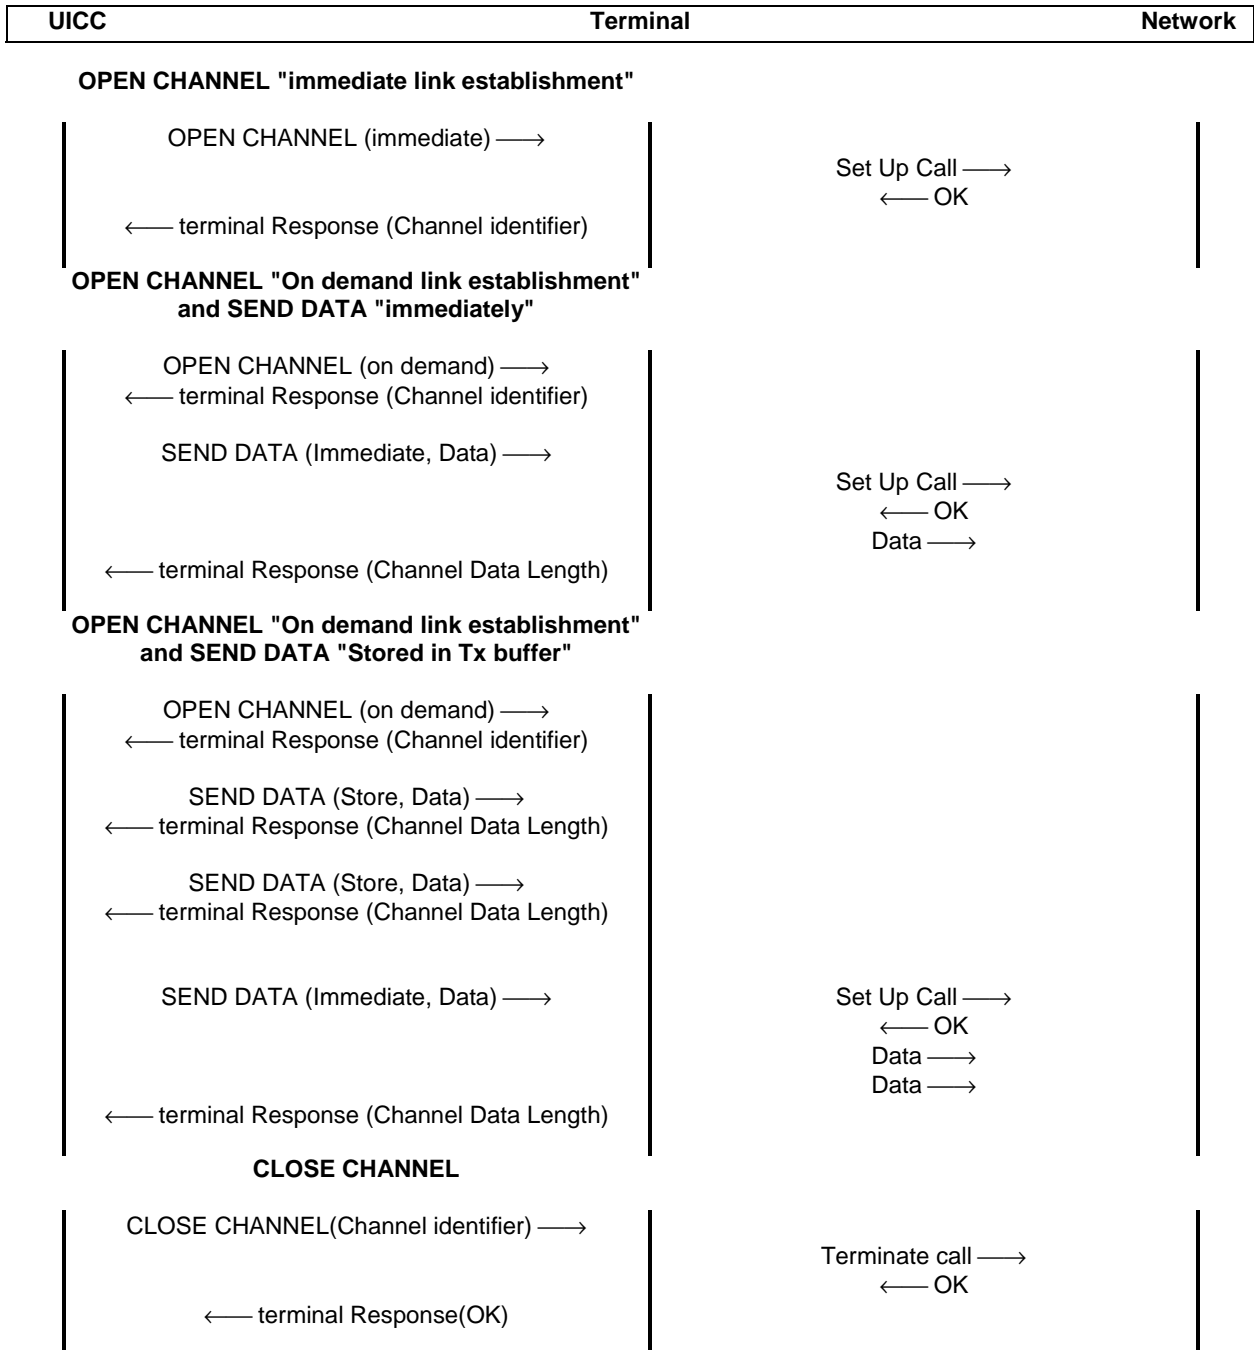 UICC Terminal Network
OPEN CHANNEL "immediate link establishment"
OPEN CHANNEL (immediate) ⟶
Set Up Call ⟶
⟵ OK
⟵ terminal Response (Channel identifier)
OPEN CHANNEL "On demand link establishment"
and SEND DATA "immediately"
OPEN CHANNEL (on demand) ⟶
⟵ terminal Response (Channel identifier)
SEND DATA (Immediate, Data) ⟶
Set Up Call ⟶
⟵ OK
Data ⟶
⟵ terminal Response (Channel Data Length)
OPEN CHANNEL "On demand link establishment"
and SEND DATA "Stored in Tx buffer"
OPEN CHANNEL (on demand) ⟶
⟵ terminal Response (Channel identifier)
SEND DATA (Store, Data) ⟶
⟵ terminal Response (Channel Data Length)
SEND DATA (Store, Data) ⟶
⟵ terminal Response (Channel Data Length)
SEND DATA (Immediate, Data) ⟶ Set Up Call ⟶
⟵ OK
Data ⟶
Data ⟶
⟵ terminal Response (Channel Data Length)
CLOSE CHANNEL
CLOSE CHANNEL(Channel identifier) ⟶
Terminate call ⟶
⟵ OK
⟵ terminal Response(OK)